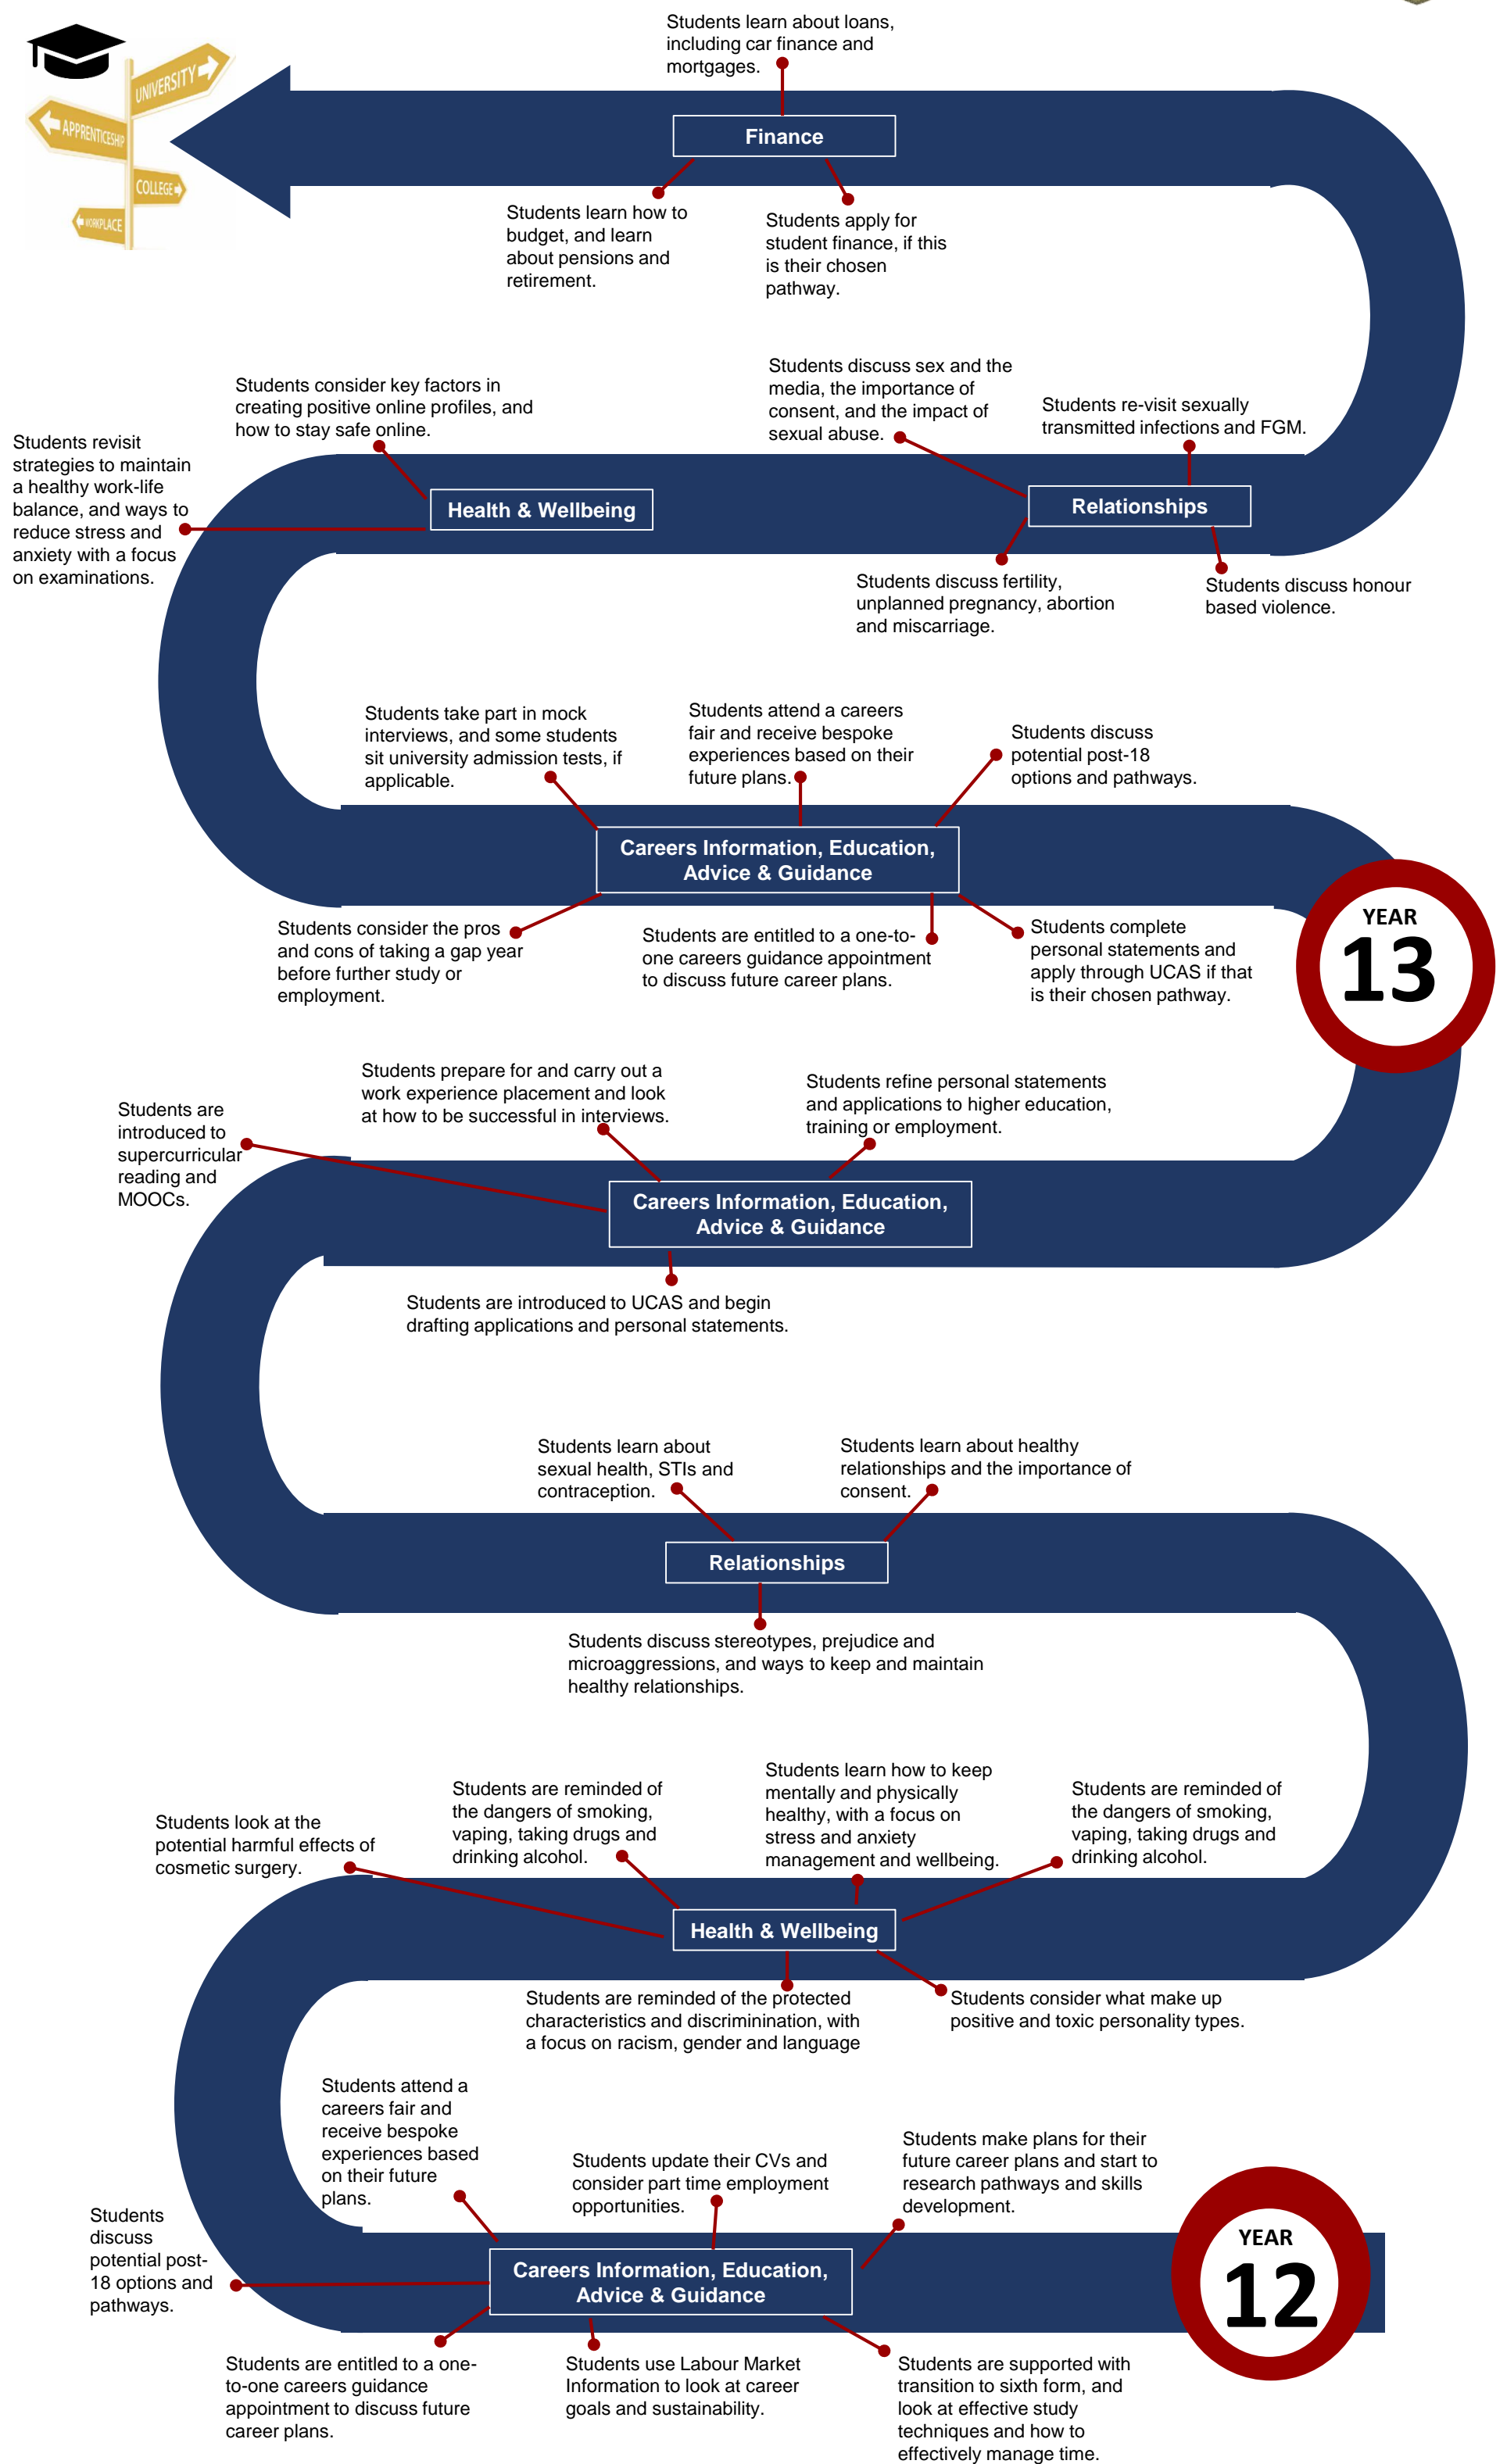 Students learn about loans,
including car finance and
mortgages.
UNIVERSITY
APPRENTICESHIP
COLLEGE
WORKPLACE
Finance
Students learn how to
budget, and learn
about pensions and
retirement.
Students apply for
student finance, if this
is their chosen
pathway.
Students discuss sex and the
media, the importance of
consent, and the impact of
sexual abuse.
Students re-visit sexually
transmitted infections and FGM.
Students consider key factors in
creating positive online profiles, and
how to stay safe online.
Students revisit
strategies to maintain
a healthy work-life
balance, and ways to
reduce stress and
anxiety with a focus
on examinations.
Health & Wellbeing
Relationships
Students discuss fertility,
unplanned pregnancy, abortion
and miscarriage.
Students discuss honour
based violence.
Students take part in mock
interviews, and some students
sit university admission tests, if
applicable.
Students attend a careers
fair and receive bespoke
experiences based on their
future plans.
Students discuss
potential post-18
options and pathways.
Careers Information, Education,
Advice & Guidance
YEAR
13
Students consider the pros
and cons of taking a gap year
before further study or
employment.
Students are entitled to a one-to-
one careers guidance appointment
to discuss future career plans.
Students complete
personal statements and
apply through UCAS if that
is their chosen pathway.
Students prepare for and carry out a
work experience placement and look
at how to be successful in interviews.
Students refine personal statements
and applications to higher education,
training or employment.
Students are
introduced to
supercurricular
reading and
MOOCs.
Careers Information, Education,
Advice & Guidance
Students are introduced to UCAS and begin
drafting applications and personal statements.
Students learn about
sexual health, STIs and
contraception.
Students learn about healthy
relationships and the importance of
consent.
Relationships
Students discuss stereotypes, prejudice and
microaggressions, and ways to keep and maintain
healthy relationships.
Students look at the
potential harmful effects of
cosmetic surgery.
Students are reminded of
the dangers of smoking,
vaping, taking drugs and
drinking alcohol.
Students learn how to keep
mentally and physically
healthy, with a focus on
stress and anxiety
management and wellbeing.
Students are reminded of
the dangers of smoking,
vaping, taking drugs and
drinking alcohol.
Health & Wellbeing
Students are reminded of the protected
characteristics and discriminination, with
a focus on racism, gender and language
Students consider what make up
positive and toxic personality types.
Students attend a
careers fair and
receive bespoke
experiences based
on their future
plans.
Students update their CVs and
consider part time employment
opportunities.
Students make plans for their
future career plans and start to
research pathways and skills
development.
Students
discuss
potential post-
18 options and
pathways.
Careers Information, Education,
Advice & Guidance
YEAR
12
Students are entitled to a one-
to-one careers guidance
appointment to discuss future
career plans.
Students use Labour Market
Information to look at career
goals and sustainability.
Students are supported with
transition to sixth form, and
look at effective study
techniques and how to
effectively manage time.